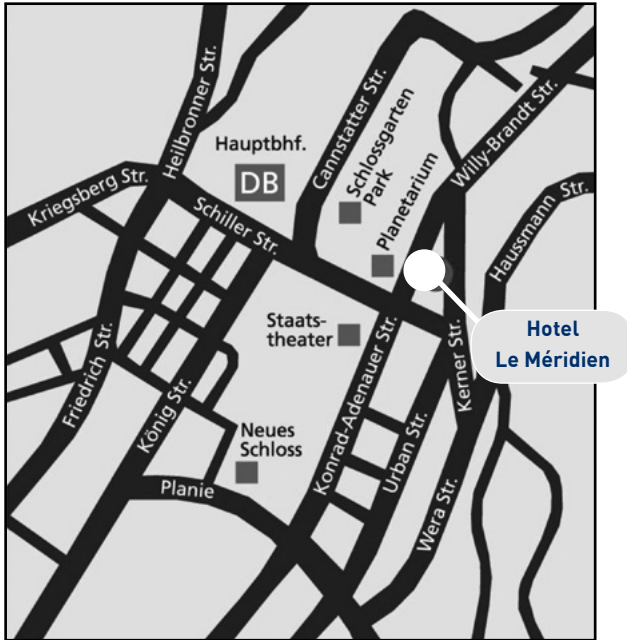 Heilbronner Str.
Hauptbhf.
DB
Cannstatter Str.
Schlossgarten
Park
Planetarium
Willy-Brandt Str.
Haussmann Str.
Kriegsberg Str.
Schiller Str.
Staats-
theater
Hotel
Le Méridien
Friedrich Str.
König Str.
Neues
Schloss
Planie
Konrad-Adenauer Str.
Urban Str.
Kerner Str.
Wera Str.